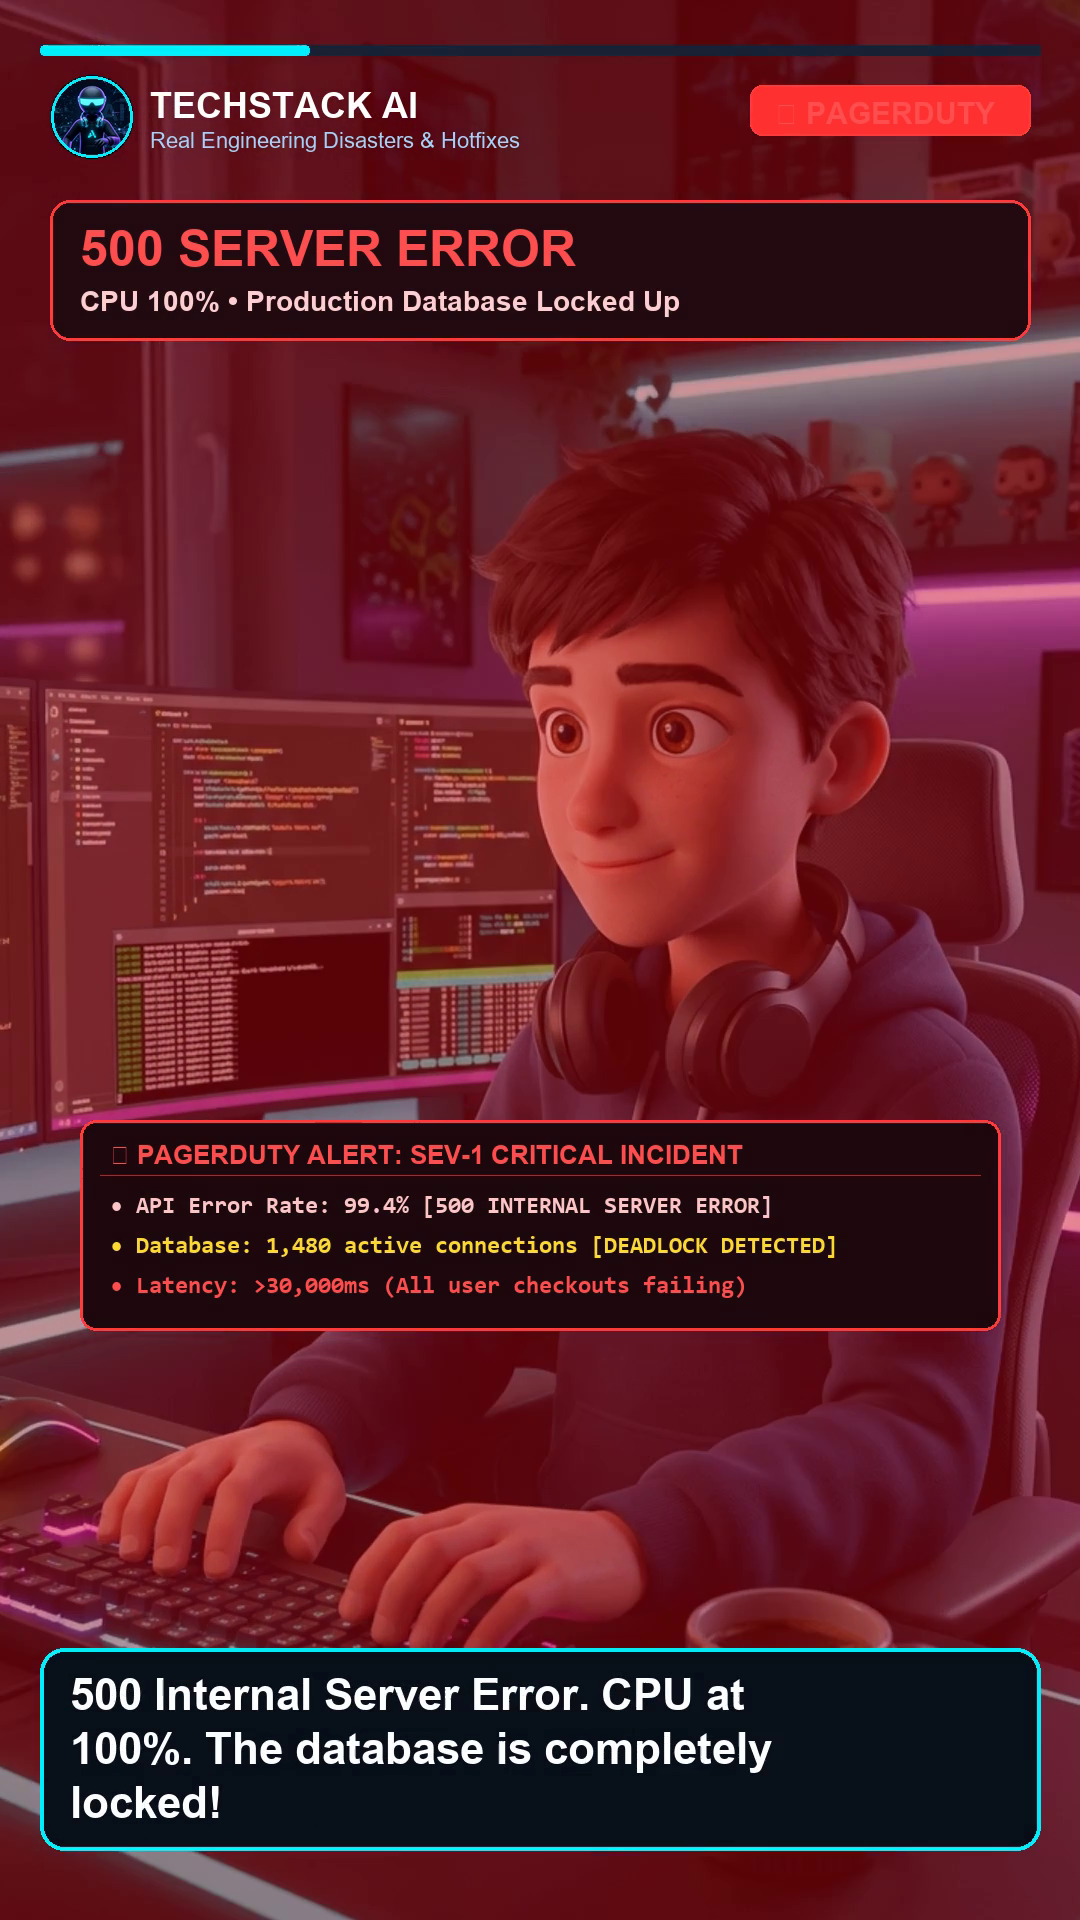 TECHSTACK AI
Real Engineering Disasters & Hotfixes
PAGERDUTY
500 SERVER ERROR
CPU 100% • Production Database Locked Up
PAGERDUTY ALERT: SEV-1 CRITICAL INCIDENT
• API Error Rate: 99.4% [500 INTERNAL SERVER ERROR]
• Database: 1,480 active connections [DEADLOCK DETECTED]
• Latency: >30,000ms (All user checkouts failing)
500 Internal Server Error. CPU at
100%. The database is completely
locked!